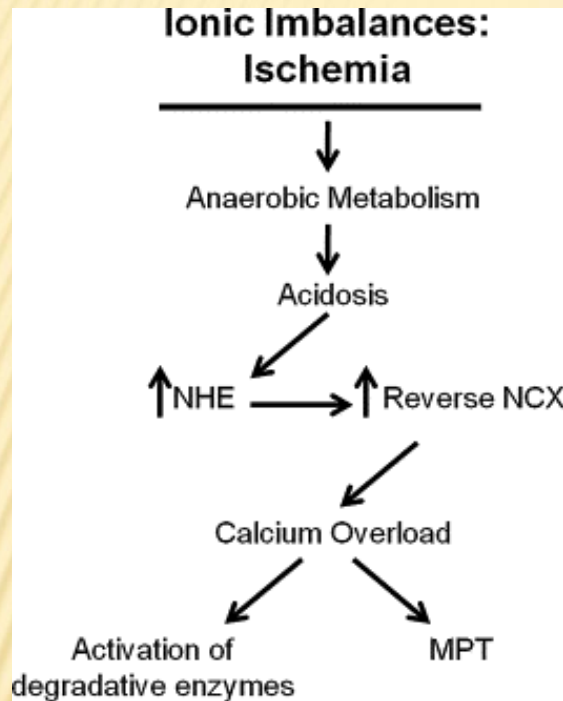 Ionic Imbalances:
Ischemia
Anaerobic Metabolism
Acidosis
NHE
Reverse NCX
Calcium Overload
Activation of
degradative enzymes
MPT